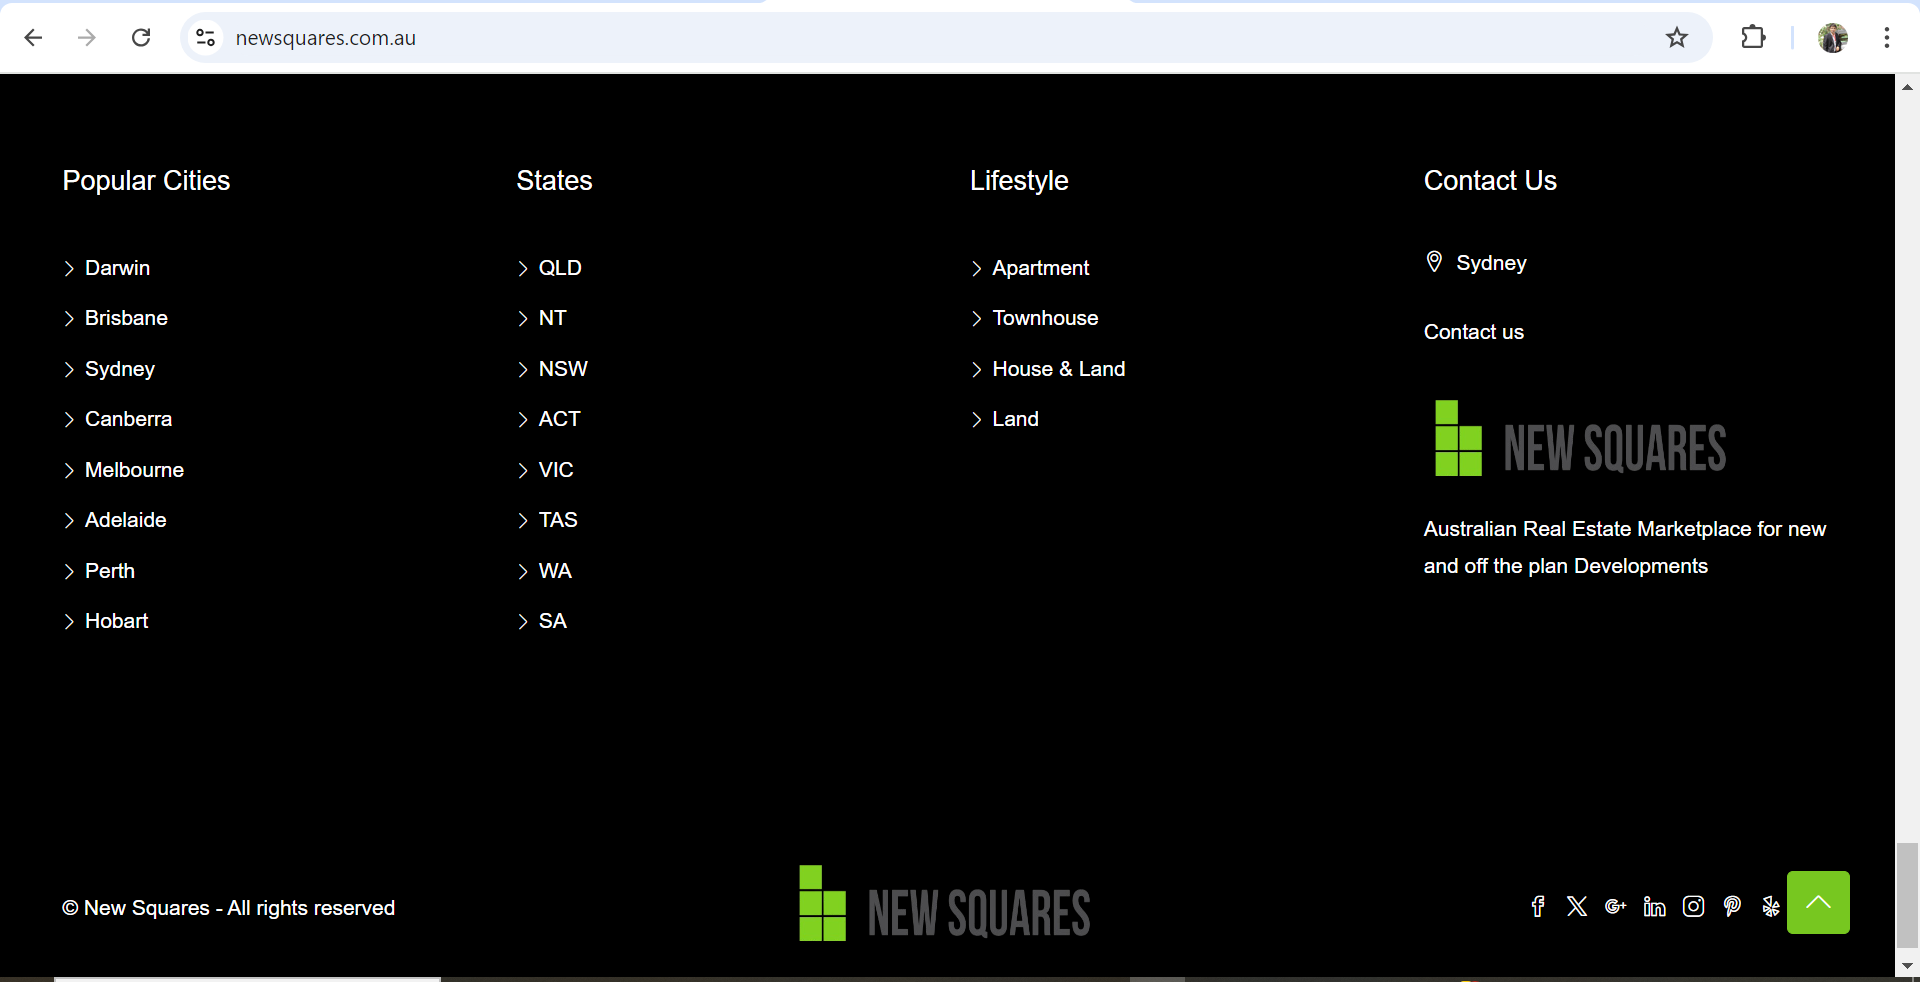 newsquares.com.au
Popular Cities
Darwin
Brisbane
Sydney
Canberra
Melbourne
Adelaide
Perth
Hobart
States
QLD
NT
NSW
ACT
VIC
TAS
WA
SA
Lifestyle
Apartment
Townhouse
House & Land
Land
Contact Us
Sydney
Contact us
NEW SQUARES
Australian Real Estate Marketplace for new
and off the plan Developments
© New Squares - All rights reserved
NEW SQUARES